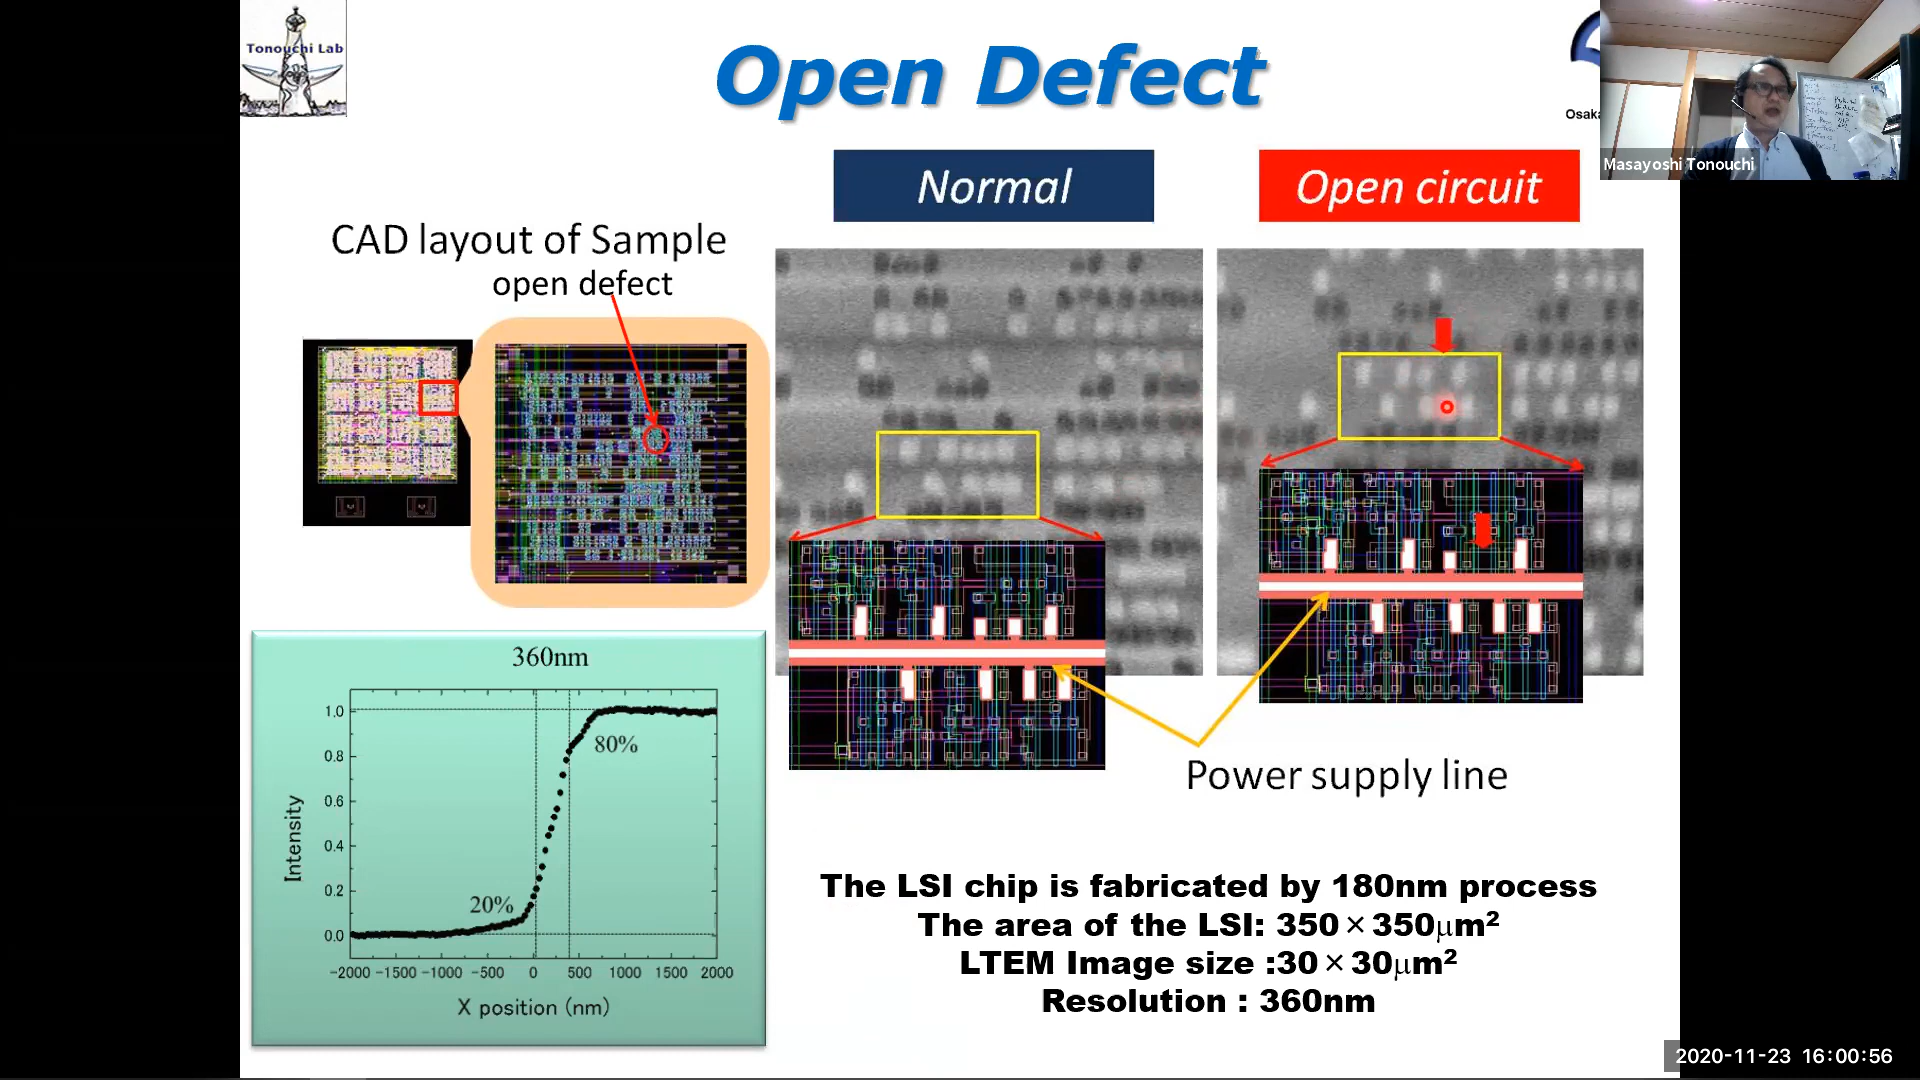 Tonouchi Lab
Open Defect
Osaka
Masayoshi Tonouchi
Normal
Open circuit
CAD layout of Sample
open defect
360nm
1.0
0.8
0.6
0.4
0.2
0.0
80%
20%
Intensity
-2000 -1500 -1000 -500 0 500 1000 1500 2000
X position (nm)
Power supply line
The LSI chip is fabricated by 180nm process
The area of the LSI: 350×350μm²
LTEM Image size :30×30μm²
Resolution : 360nm
2020-11-23 16:00:56